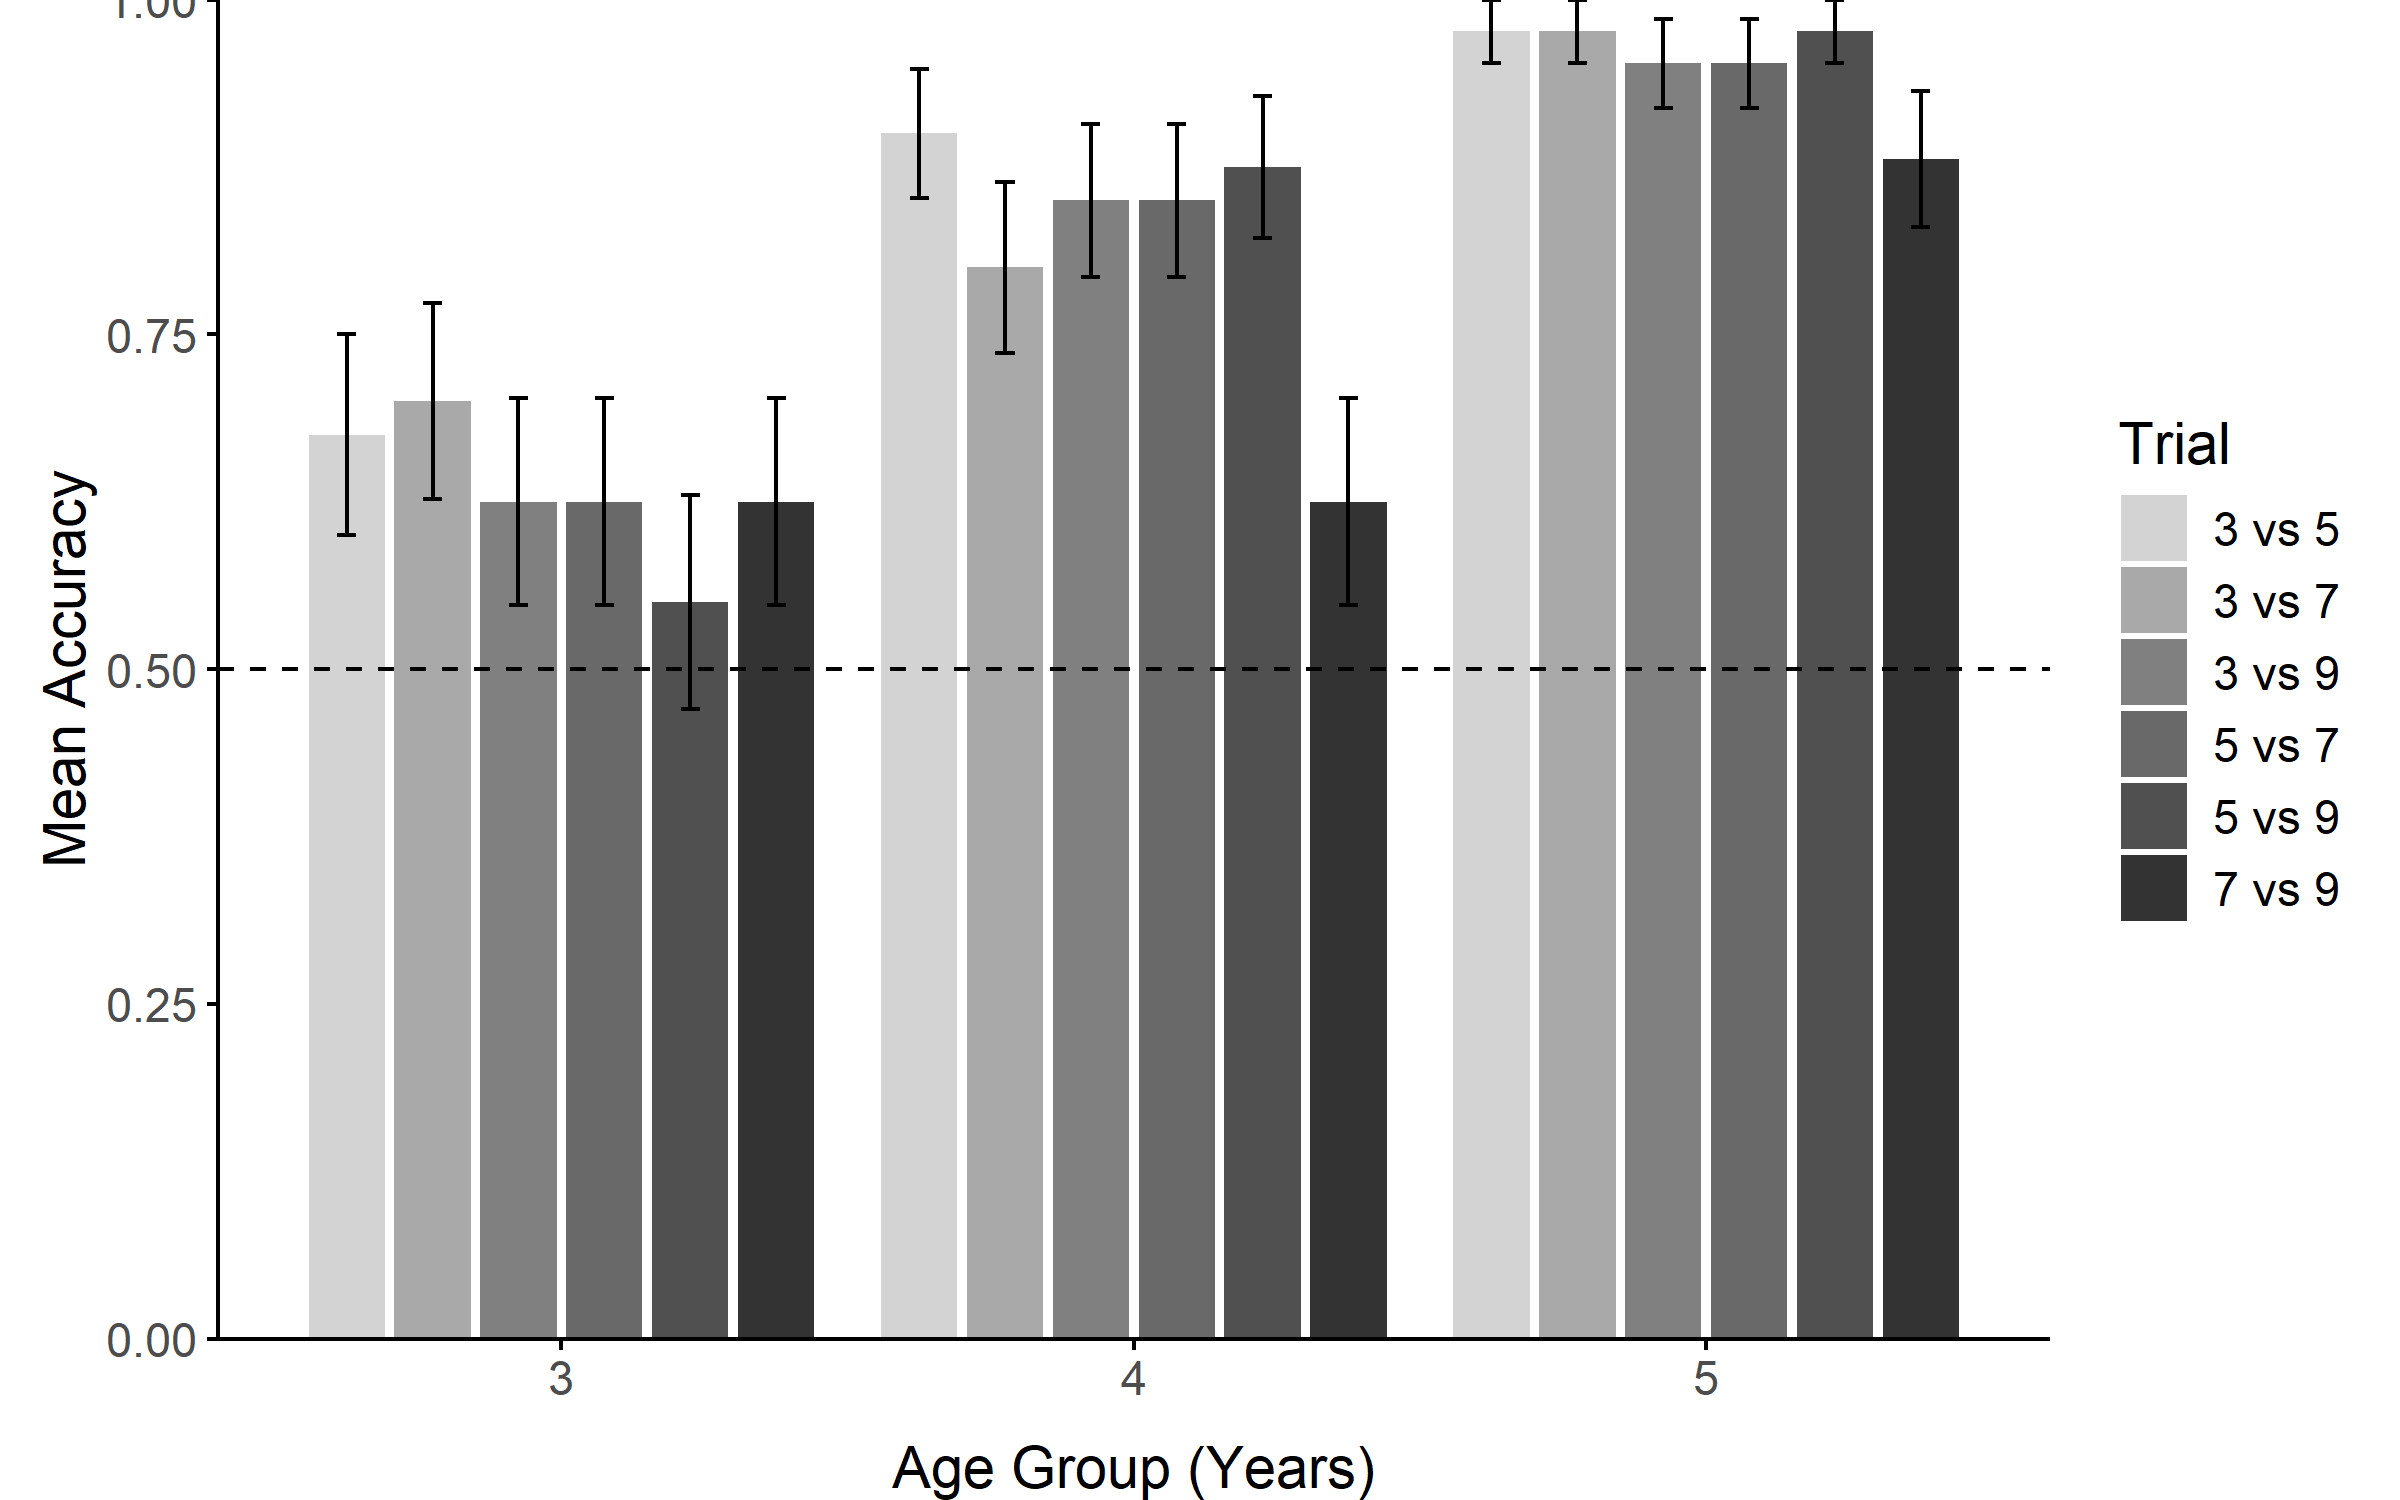 1.00
0.75
0.50
0.25
0.00
Mean Accuracy
3
4
5
Age Group (Years)
Trial
3 vs 5
3 vs 7
3 vs 9
5 vs 7
5 vs 9
7 vs 9